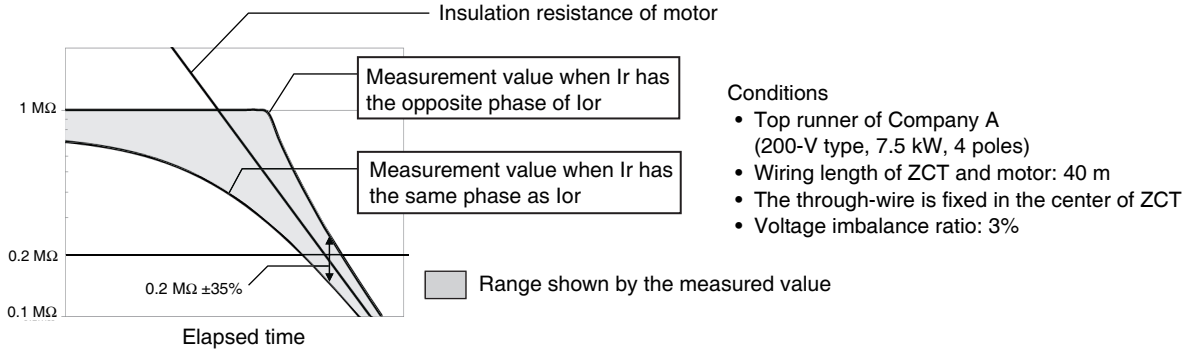 Insulation resistance of motor
Measurement value when Ir has
the opposite phase of Ior
1 MΩ
Measurement value when Ir has
the same phase as Ior
0.2 MΩ
0.2 MΩ ±35%
0.1 MΩ
Elapsed time
Range shown by the measured value
Conditions
• Top runner of Company A
(200-V type, 7.5 kW, 4 poles)
• Wiring length of ZCT and motor: 40 m
• The through-wire is fixed in the center of ZCT
• Voltage imbalance ratio: 3%